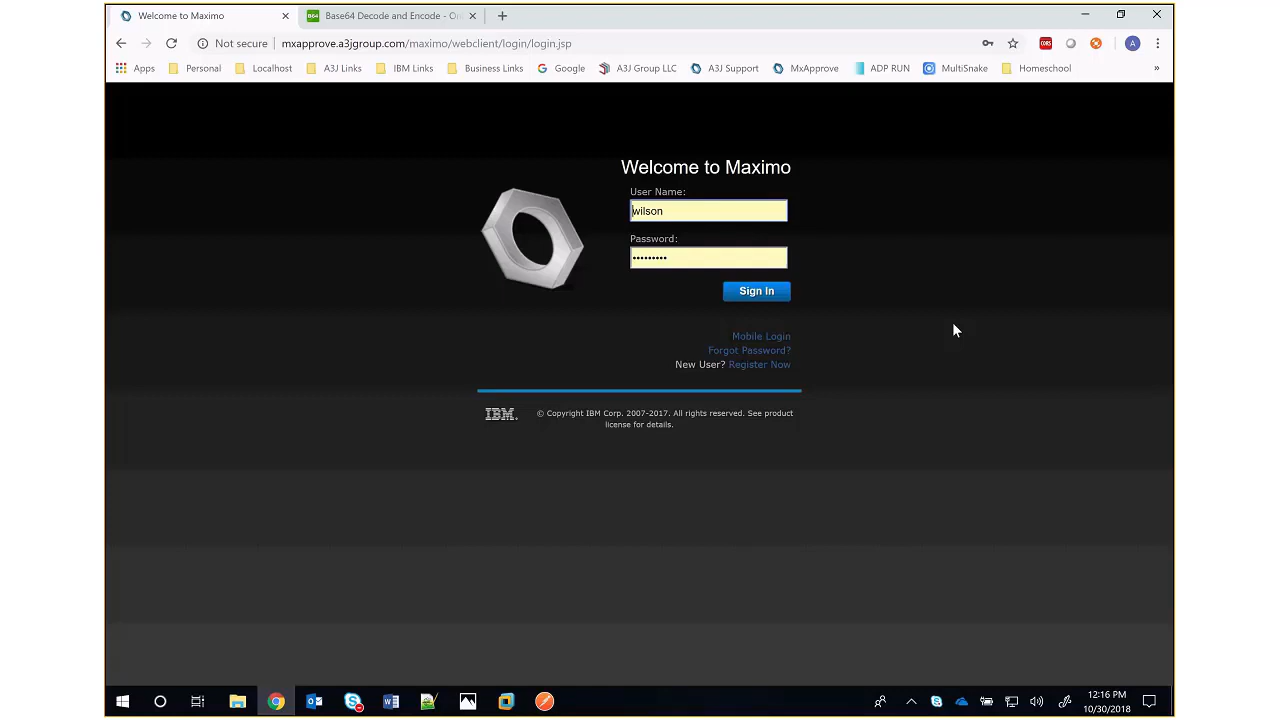 Welcome to Maximo
Base64 Decode and Encode - On
Not secure
mxapprove.a3jgroup.com/maximo/webclient/login/login.jsp
CORS
A
Apps
Personal
Localhost
A3J Links
IBM Links
Business Links
Google
A3J Group LLC
A3J Support
MxApprove
ADP RUN
MultiSnake
Homeschool
»
Welcome to Maximo
User Name:
wilson
Password:
•••••••••
Sign In
Mobile Login
Forgot Password?
New User? Register Now
IBM.
© Copyright IBM Corp. 2007-2017. All rights reserved. See product
license for details.
12:16 PM
10/30/2018